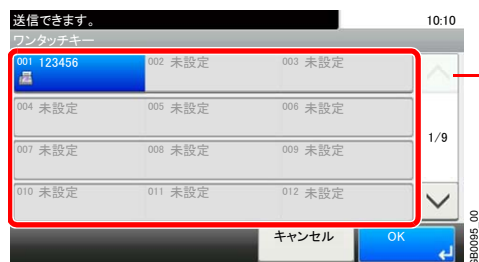 送信できます。 10:10
ワンタッチキー
001 123456 002 未設定 003 未設定
004 未設定 005 未設定 006 未設定
1/9
007 未設定 008 未設定 009 未設定
010 未設定 011 未設定 012 未設定
キャンセル OK
GB0095_00